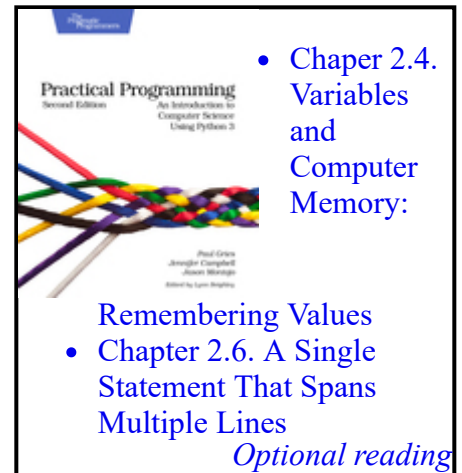 The
Pragmatic
Programmers
Practical Programming
Second Edition
An Introduction to
Computer Science
Using Python 3
Paul Gries
Jennifer Campbell
Jason Montojo
Edited by Lynn Beighley
• Chaper 2.4.
Variables
and
Computer
Memory:
Remembering Values
• Chapter 2.6. A Single
Statement That Spans
Multiple Lines
Optional reading